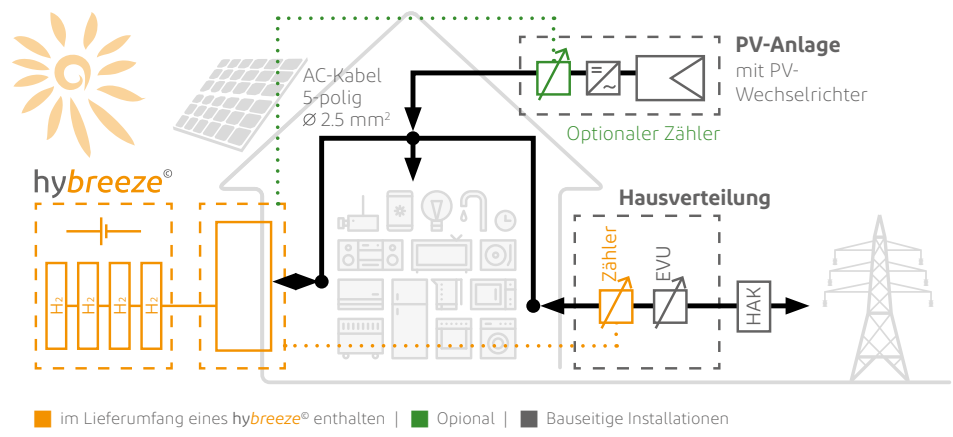 AC-Kabel
5-polig
Ø 2.5 mm²
PV-Anlage
mit PV-
Wechselrichter
Optionaler Zähler
hybreeze©
Hausverteilung
Zähler
EVU
HAK
H₂
H₂
H₂
H₂
im Lieferumfang eines hybreeze© enthalten | Opional | Bauseitige Installationen